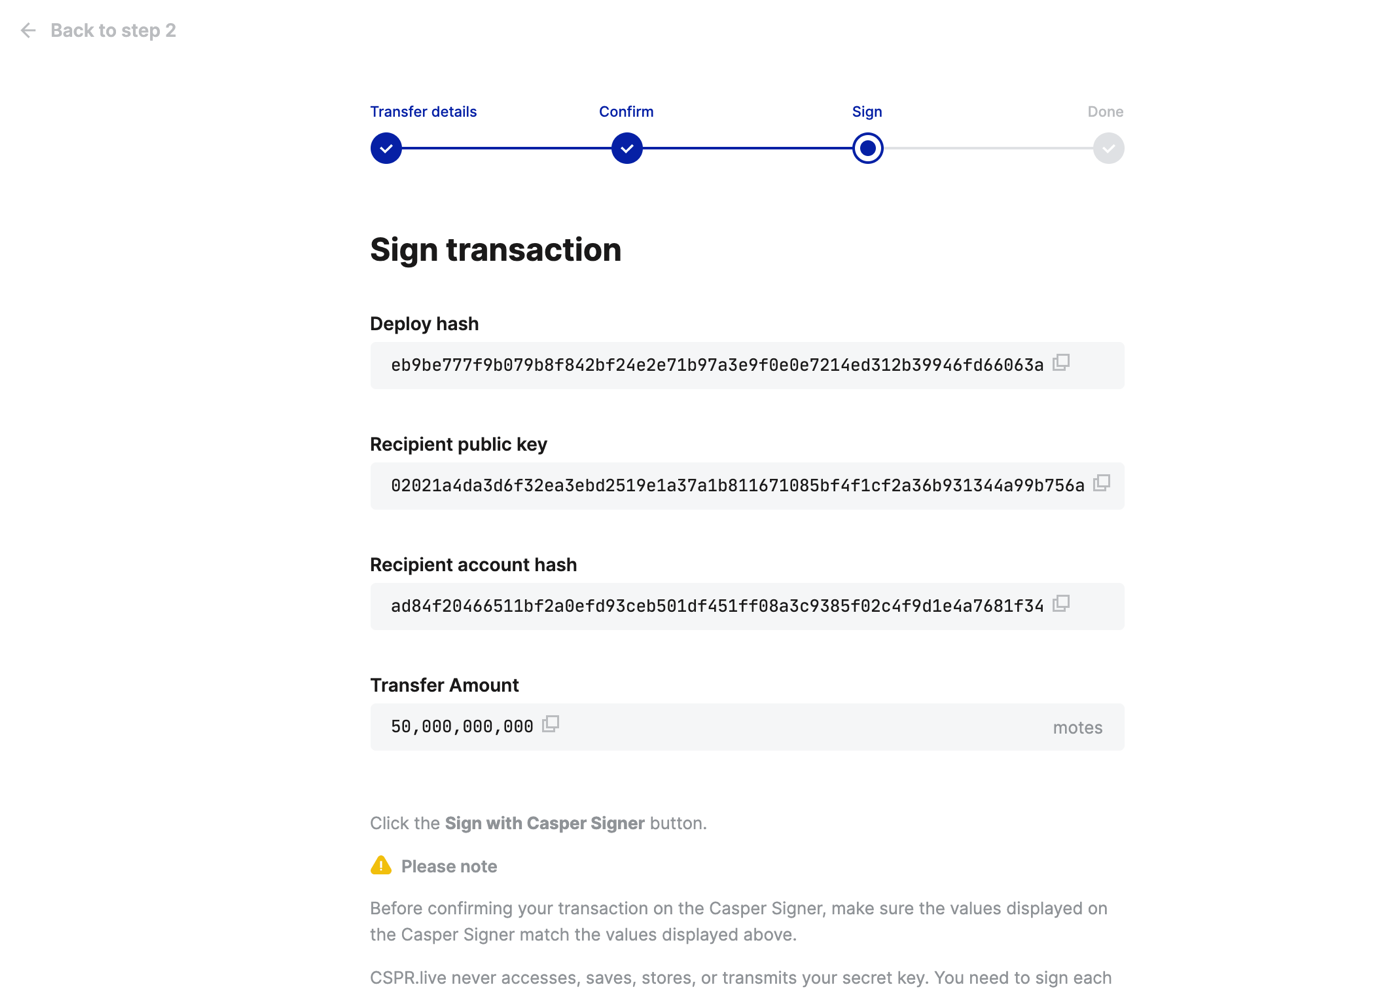 Back to step 2
Transfer details
Confirm
Sign
Done
Sign transaction
Deploy hash
eb9be777f9b079b8f842bf24e2e71b97a3e9f0e0e7214ed312b39946fd66063a
Recipient public key
02021a4da3d6f32ea3ebd2519e1a37a1b811671085bf4f1cf2a36b931344a99b756a
Recipient account hash
ad84f20466511bf2a0efd93ceb501df451ff08a3c9385f02c4f9d1e4a7681f34
Transfer Amount
50,000,000,000
motes
Click the Sign with Casper Signer button.
Please note
Before confirming your transaction on the Casper Signer, make sure the values displayed on
the Casper Signer match the values displayed above.
CSPR.live never accesses, saves, stores, or transmits your secret key. You need to sign each